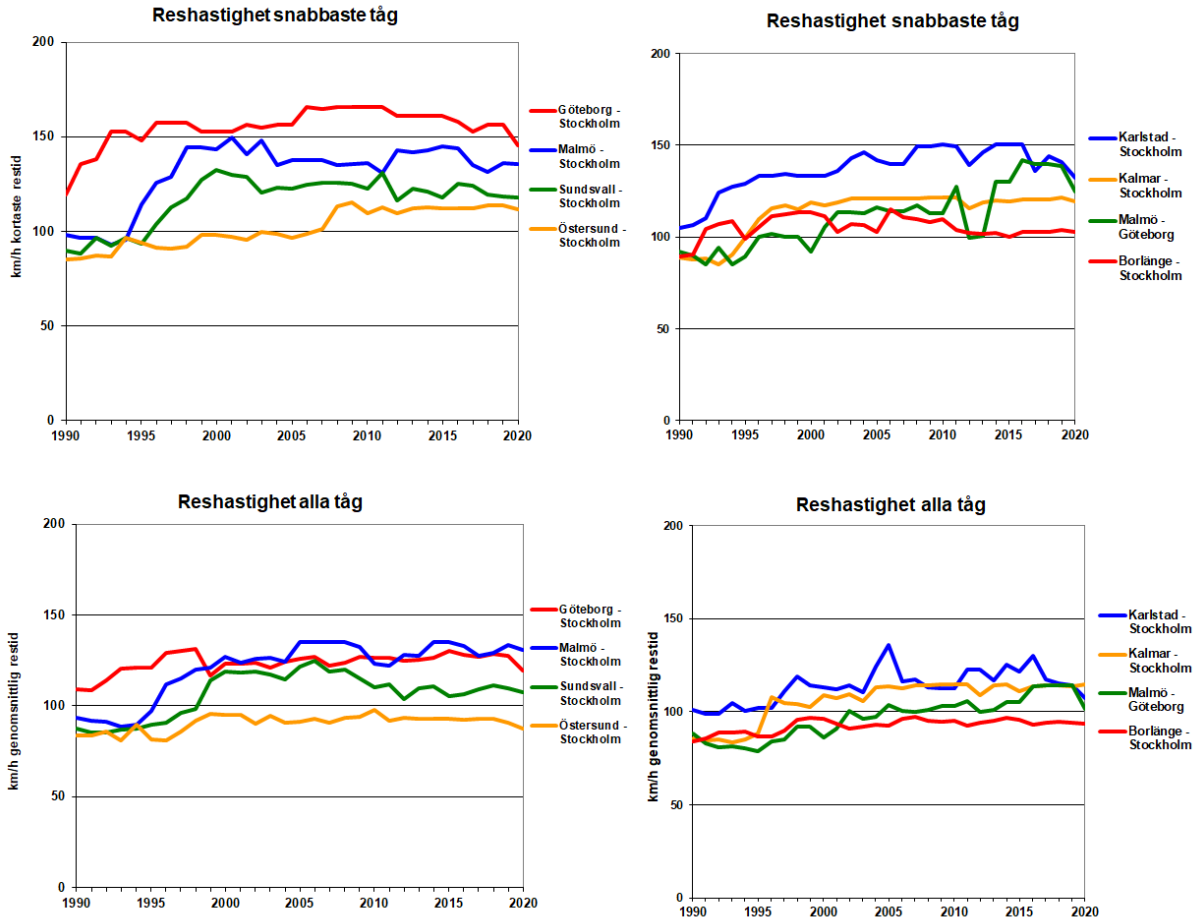 Reshastighet snabbaste tåg
km/h kortaste restid
200
150
100
50
0
1990 1995 2000 2005 2010 2015 2020
Göteborg -
Stockholm
Malmö -
Stockholm
Sundsvall -
Stockholm
Östersund -
Stockholm
Reshastighet snabbaste tåg
200
150
100
50
0
1990 1995 2000 2005 2010 2015 2020
Karlstad -
Stockholm
Kalmar -
Stockholm
Malmö -
Göteborg
Borlänge -
Stockholm
Reshastighet alla tåg
km/h genomsnittlig restid
200
150
100
50
0
1990 1995 2000 2005 2010 2015 2020
Göteborg -
Stockholm
Malmö -
Stockholm
Sundsvall -
Stockholm
Östersund -
Stockholm
Reshastighet alla tåg
km/h genomsnittlig restid
200
150
100
50
0
1990 1995 2000 2005 2010 2015 2020
Karlstad -
Stockholm
Kalmar -
Stockholm
Malmö -
Göteborg
Borlänge -
Stockholm